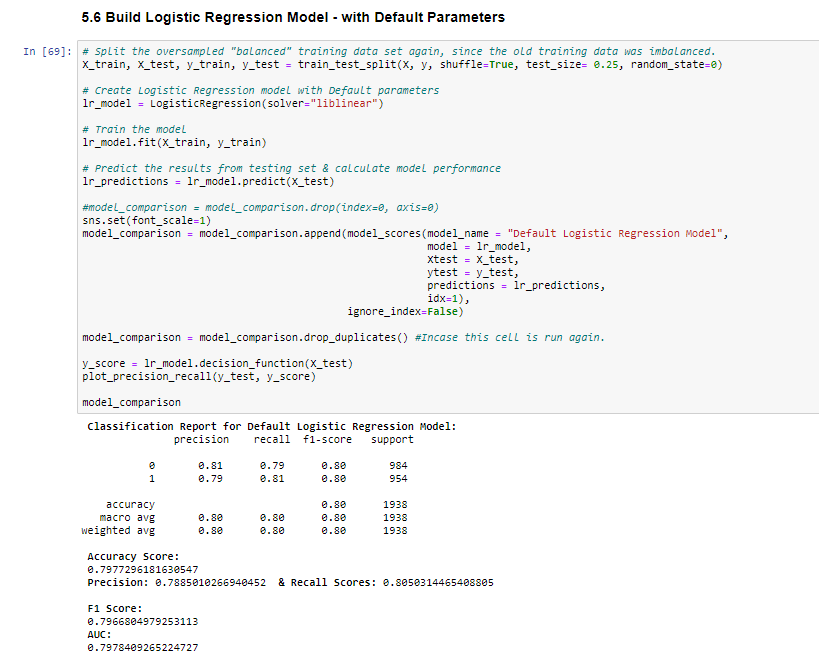 5.6 Build Logistic Regression Model - with Default Parameters
In [69]: # Split the oversampled "balanced" training data set again, since the old training data was imbalanced.
X_train, X_test, y_train, y_test = train_test_split(X, y, shuffle=True, test_size= 0.25, random_state=0)
# Create Logistic Regression model with Default parameters
lr_model = LogisticRegression(solver="liblinear")
# Train the model
lr_model.fit(X_train, y_train)
# Predict the results from testing set & calculate model performance
lr_predictions = lr_model.predict(X_test)
#model_comparison = model_comparison.drop(index=0, axis=0)
sns.set(font_scale=1)
model_comparison = model_comparison.append(model_scores(model_name = "Default Logistic Regression Model",
model = lr_model,
Xtest = X_test,
ytest = y_test,
predictions = lr_predictions,
idx=1),
ignore_index=False)
model_comparison = model_comparison.drop_duplicates() #Incase this cell is run again.
y_score = lr_model.decision_function(X_test)
plot_precision_recall(y_test, y_score)
model_comparison
Classification Report for Default Logistic Regression Model:
precision recall f1-score support
0 0.81 0.79 0.80 984
1 0.79 0.81 0.80 954
accuracy 0.80 1938
macro avg 0.80 0.80 0.80 1938
weighted avg 0.80 0.80 0.80 1938
Accuracy Score:
0.7977296181630547
Precision: 0.7885010266940452 & Recall Scores: 0.8050314465408805
F1 Score:
0.7966804979253113
AUC:
0.7978409265224727